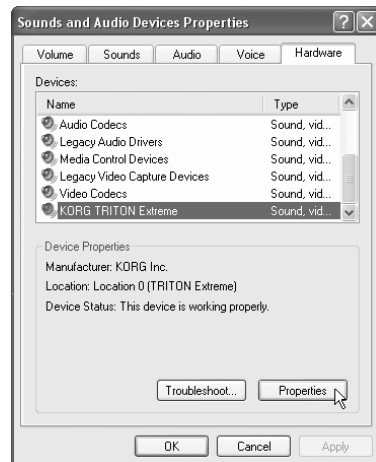 Sounds and Audio Devices Properties
Volume Sounds Audio Voice Hardware
Devices:
Name Type
Audio Codecs Sound, vid...
Legacy Audio Drivers Sound, vid...
Media Control Devices Sound, vid...
Legacy Video Capture Devices Sound, vid...
Video Codecs Sound, vid...
KORG TRITON Extreme Sound, vid...
Device Properties
Manufacturer: KORG Inc.
Location: Location 0 (TRITON Extreme)
Device Status: This device is working properly.
Troubleshoot... Properties
OK Cancel Apply